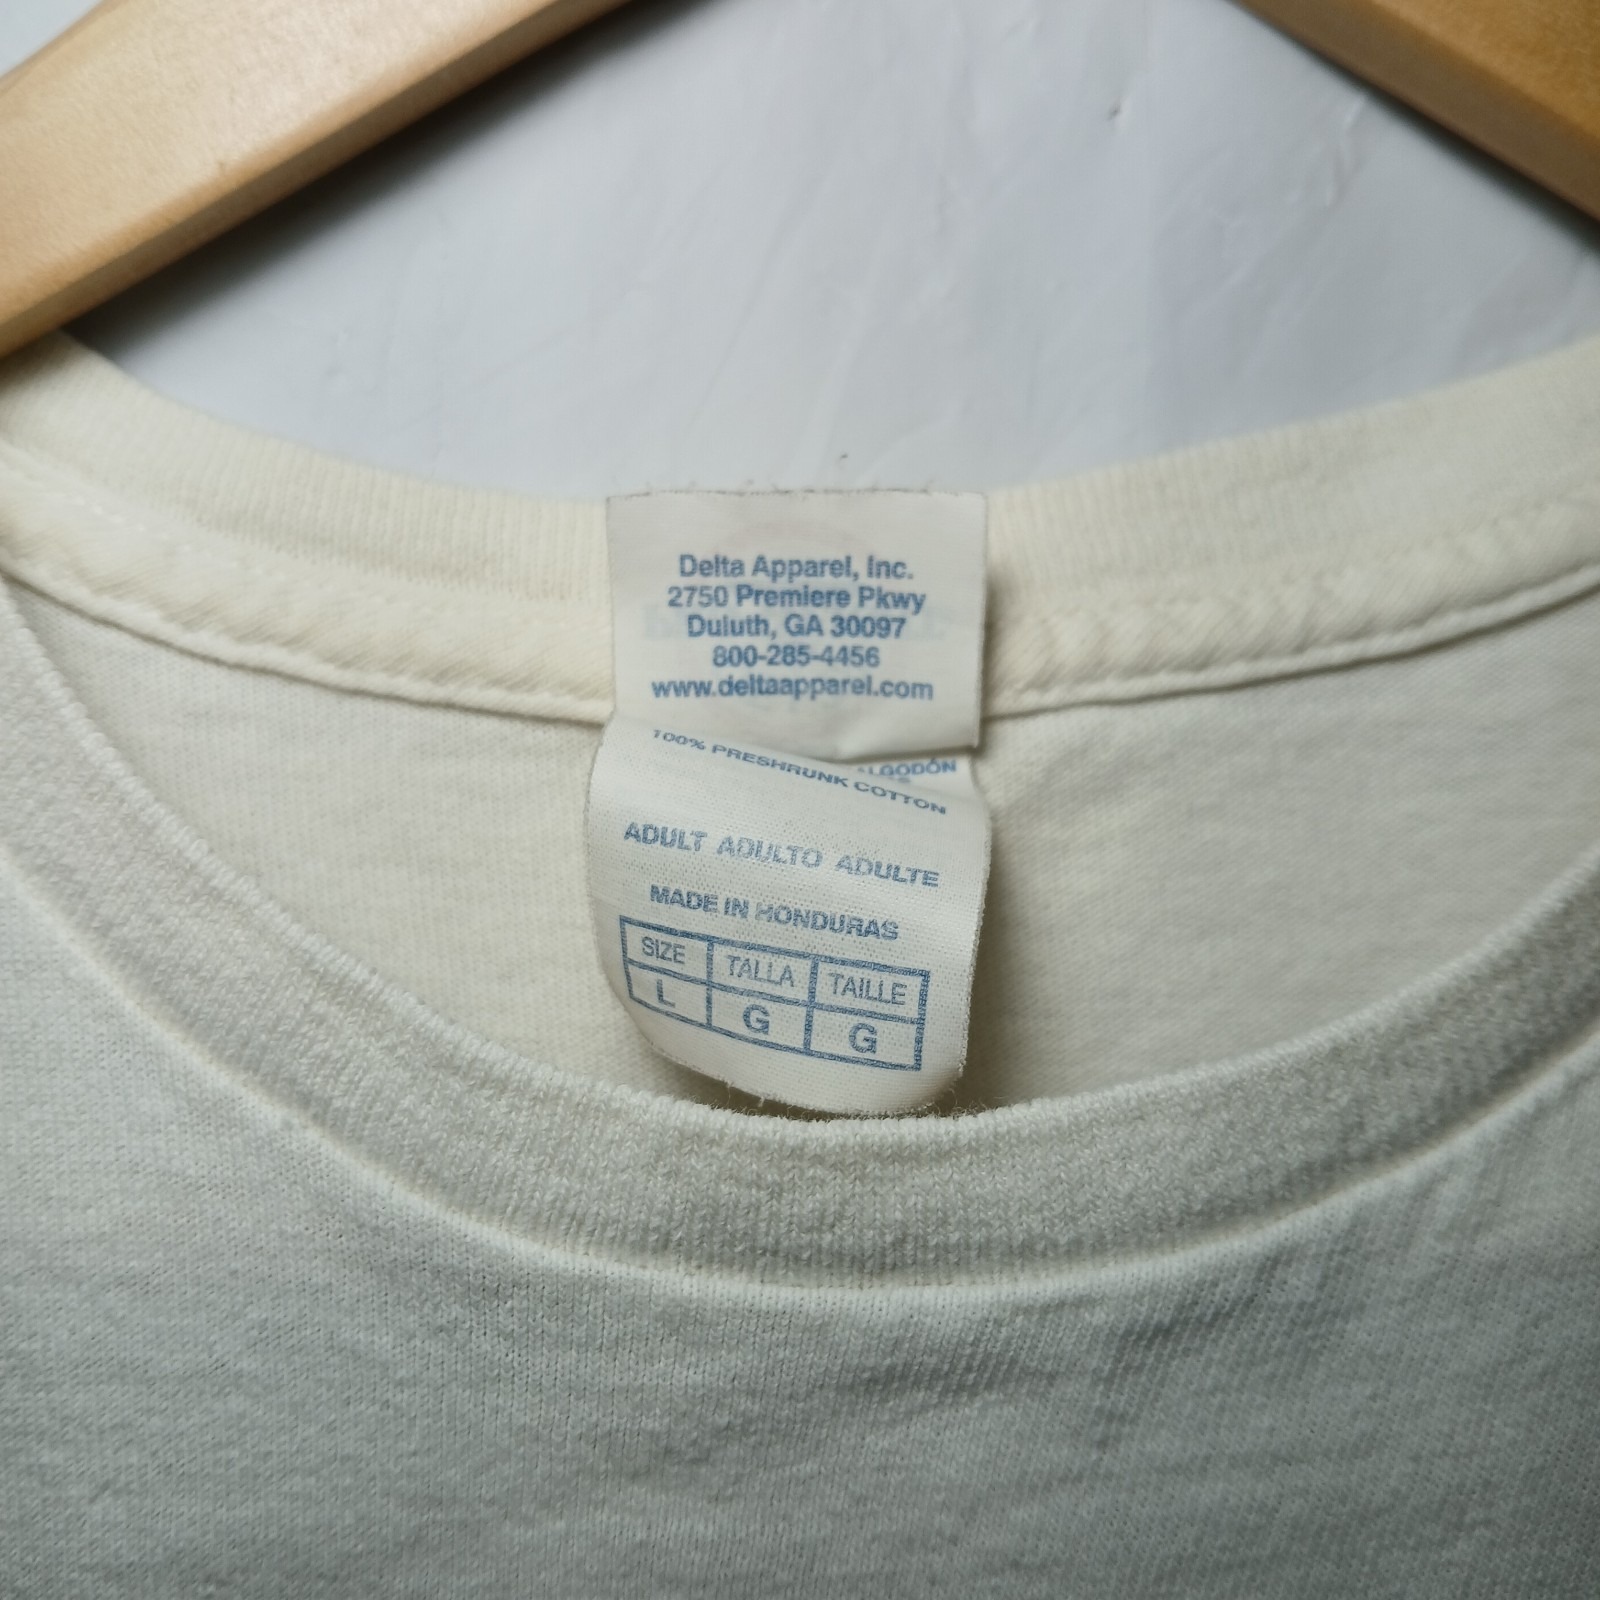 Delta Apparel, Inc.
2750 Premiere Pkwy
Duluth, GA 30097
800-285-4456
www.deltaapparel.com
100% PRESHRUNK COTTON
ALGODÓN
ADULT ADULTO ADULTE
MADE IN HONDURAS
SIZE TALLA TAILLE
L G G